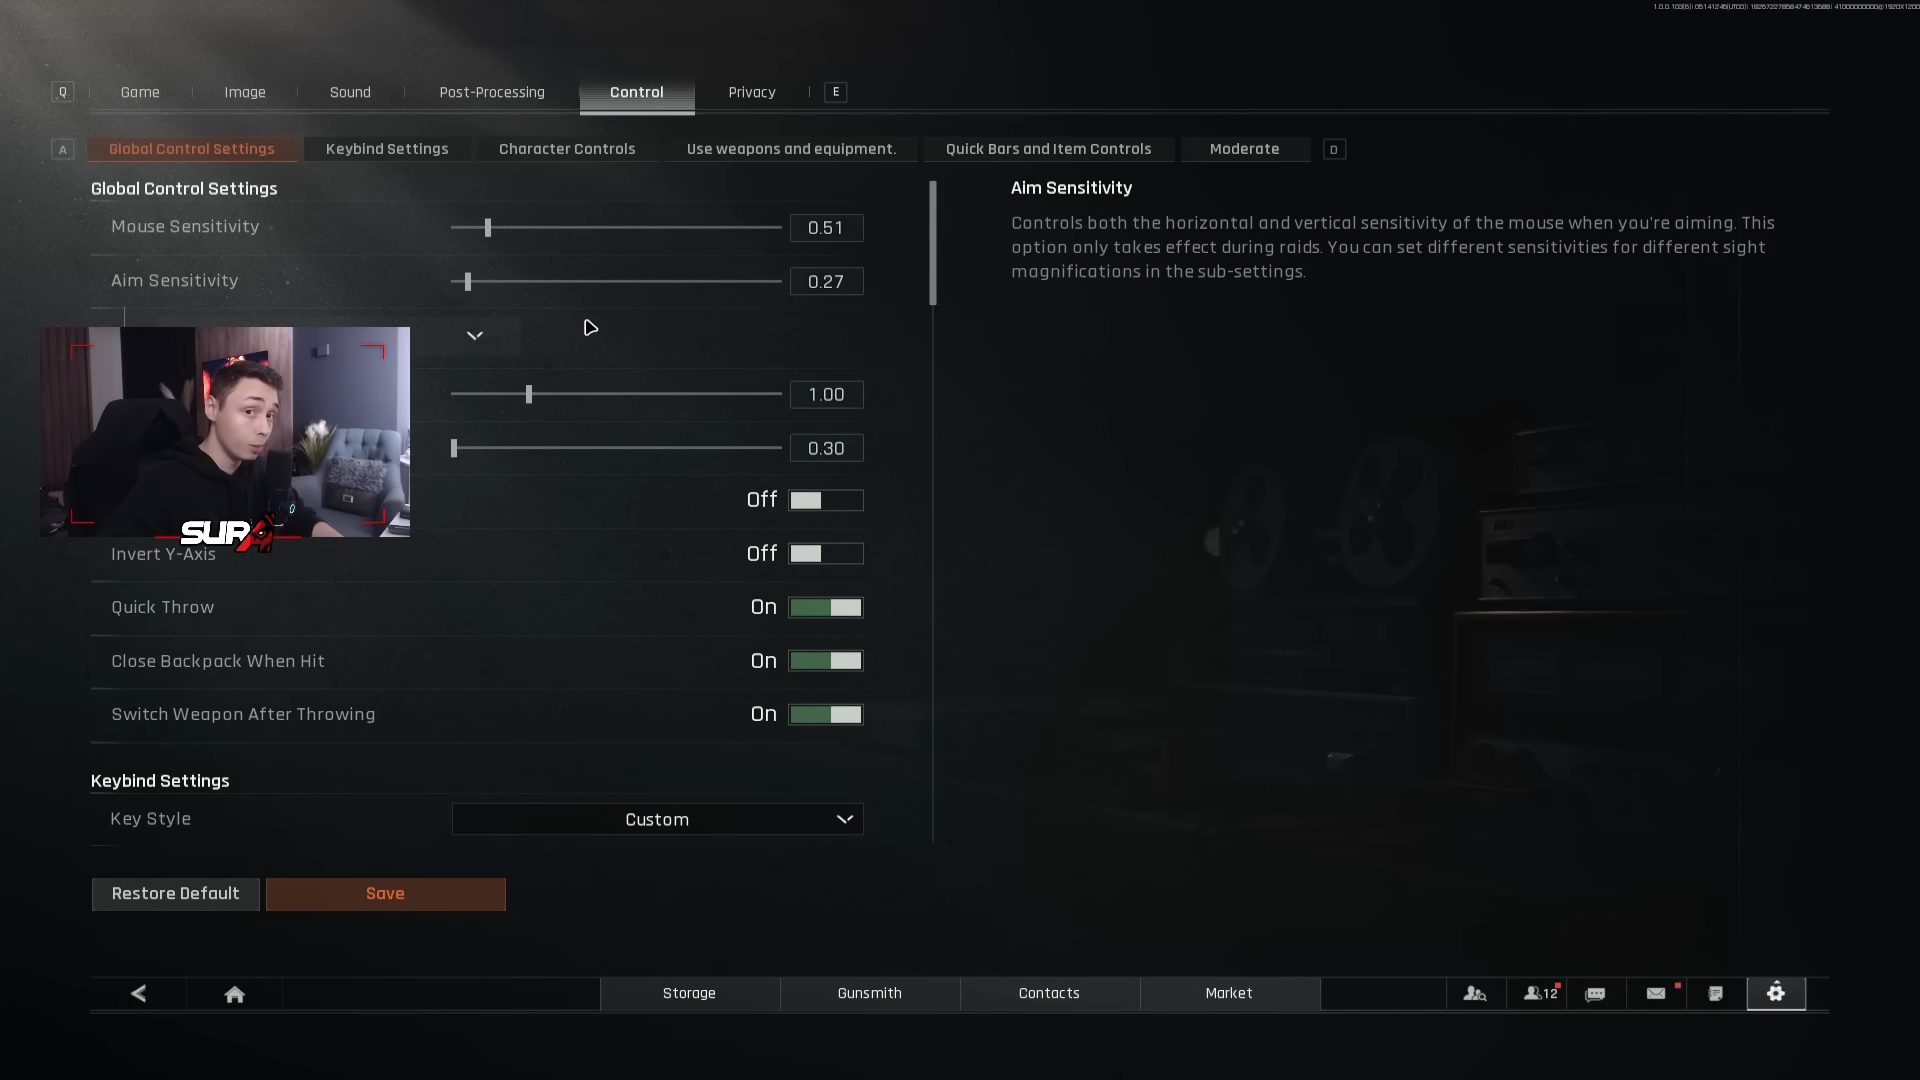 Q Game Image Sound Post-Processing Control Privacy E
A Global Control Settings Keybind Settings Character Controls Use weapons and equipment. Quick Bars and Item Controls Moderate D
Global Control Settings
Mouse Sensitivity 0.51
Aim Sensitivity 0.27
1.00
0.30
Off
Invert Y-Axis Off
Quick Throw On
Close Backpack When Hit On
Switch Weapon After Throwing On
Keybind Settings
Key Style Custom
Restore Default Save
Aim Sensitivity
Controls both the horizontal and vertical sensitivity of the mouse when you're aiming. This
option only takes effect during raids. You can set different sensitivities for different sight
magnifications in the sub-settings.
SUP
Storage Gunsmith Contacts Market 12